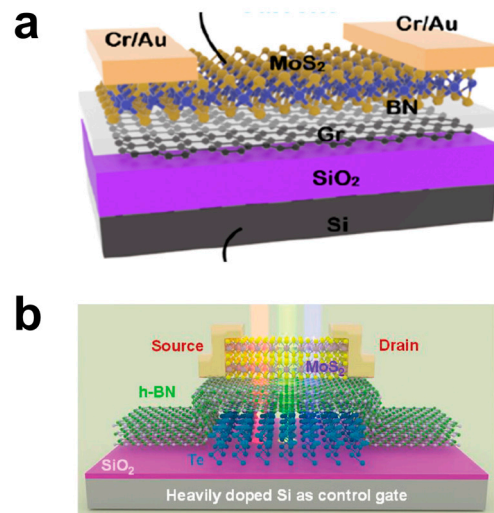 a
Cr/Au
Cr/Au
MoS₂
BN
Gr
SiO₂
Si
b
Source
Drain
MoS₂
h-BN
Te
SiO₂
Heavily doped Si as control gate